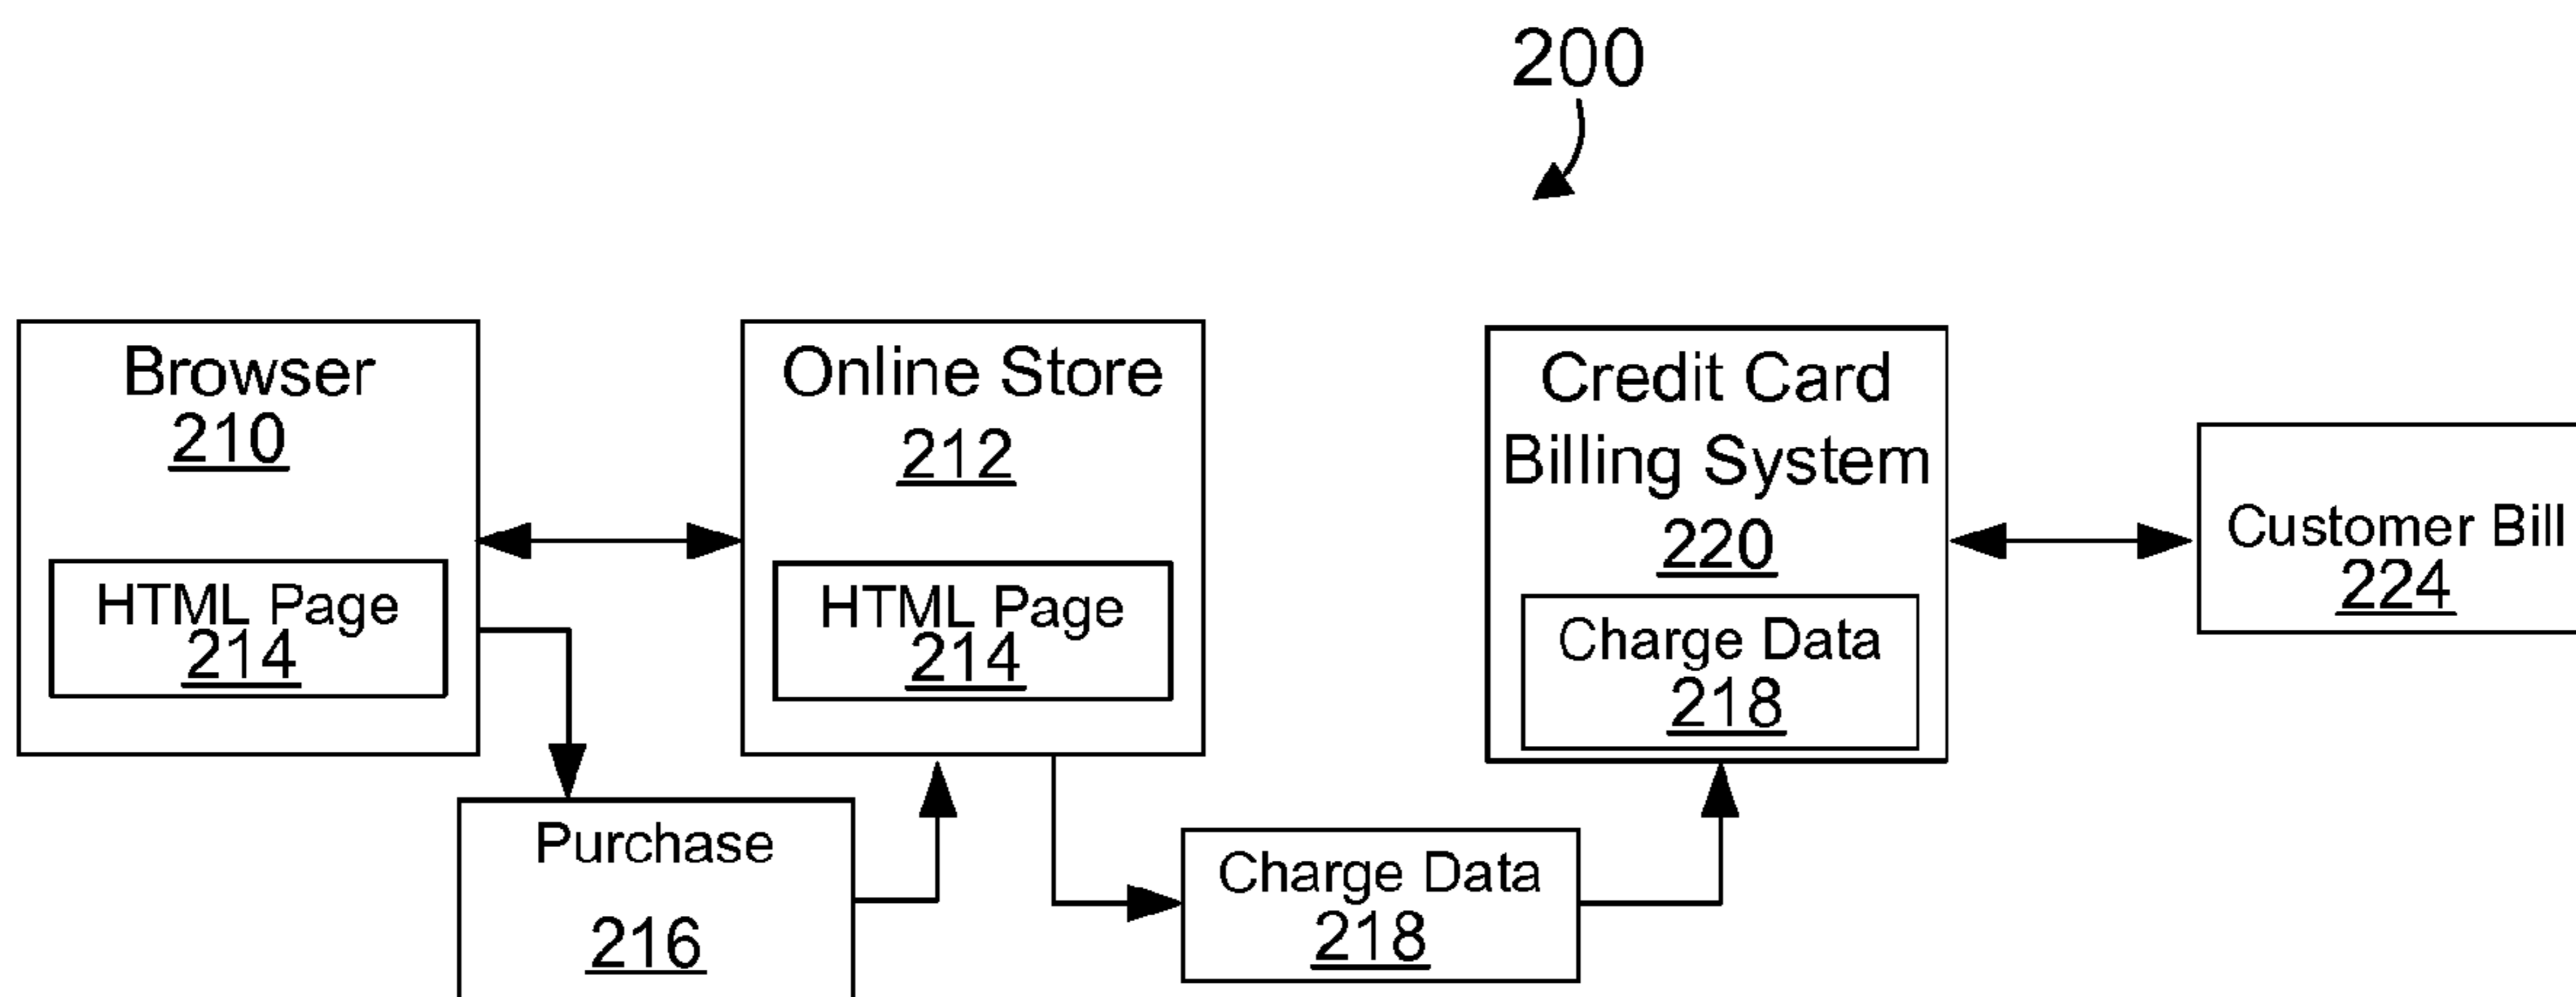 200
Browser
210
HTML Page
214
Online Store
212
HTML Page
214
Credit Card
Billing System
220
Charge Data
218
Customer Bill
224
Purchase
216
Charge Data
218